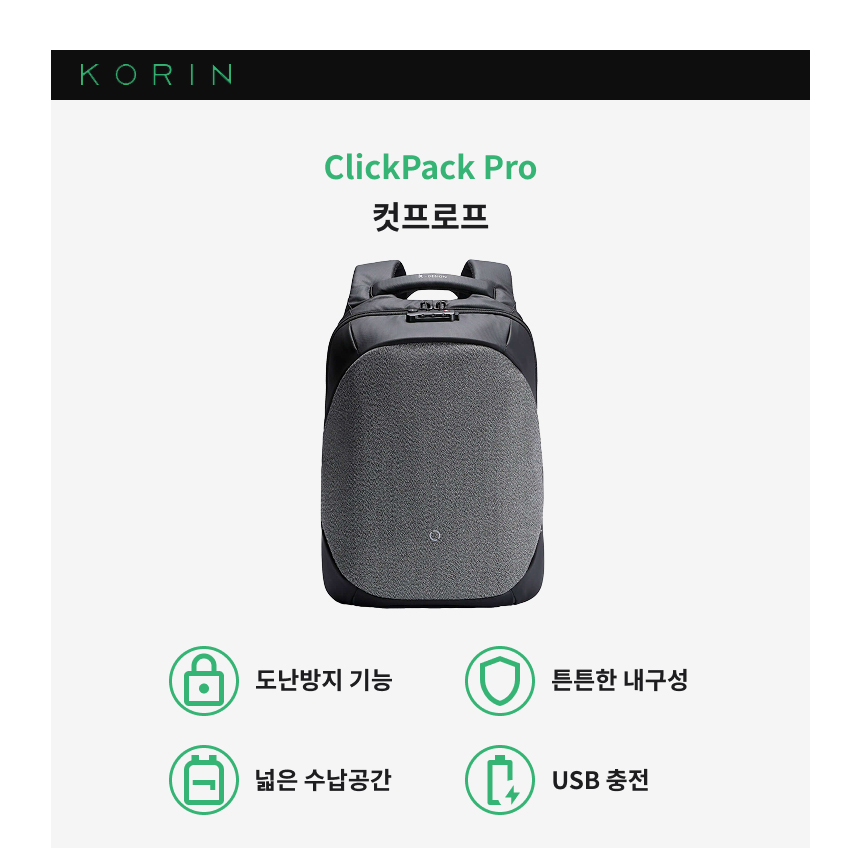 KORIN
ClickPack Pro
컷프로프
도난방지 기능
튼튼한 내구성
넓은 수납공간
USB 충전